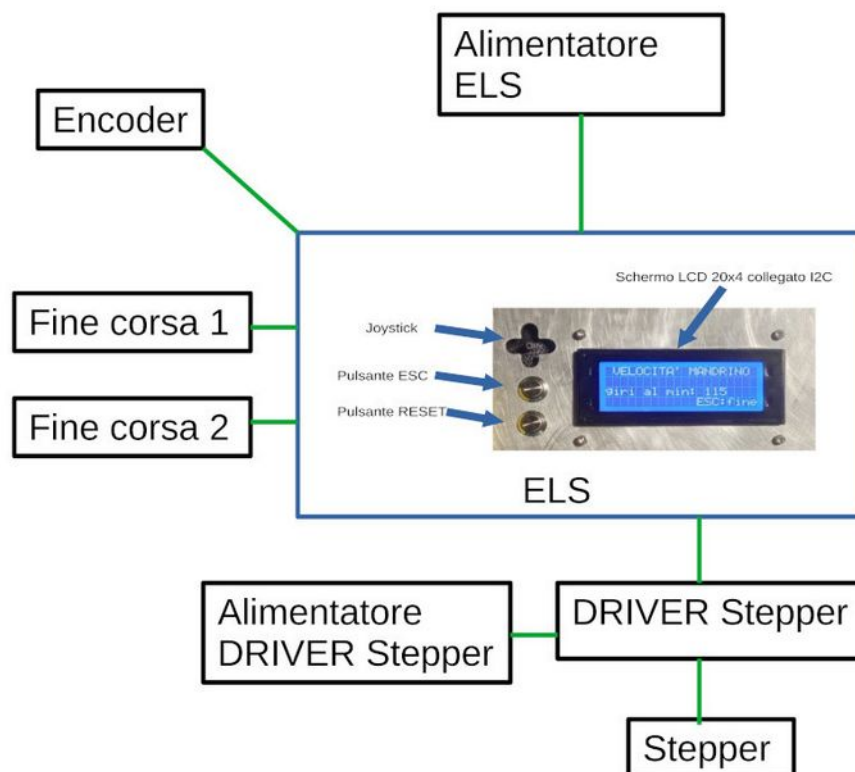 Alimentatore
ELS
Encoder
Schermo LCD 20x4 collegato I2C
Fine corsa 1
Joystick
Pulsante ESC
VELOCITA' MANDRINO
giri al min: 115
ESC:fine
Pulsante RESET
Fine corsa 2
ELS
Alimentatore
DRIVER Stepper
DRIVER Stepper
Stepper